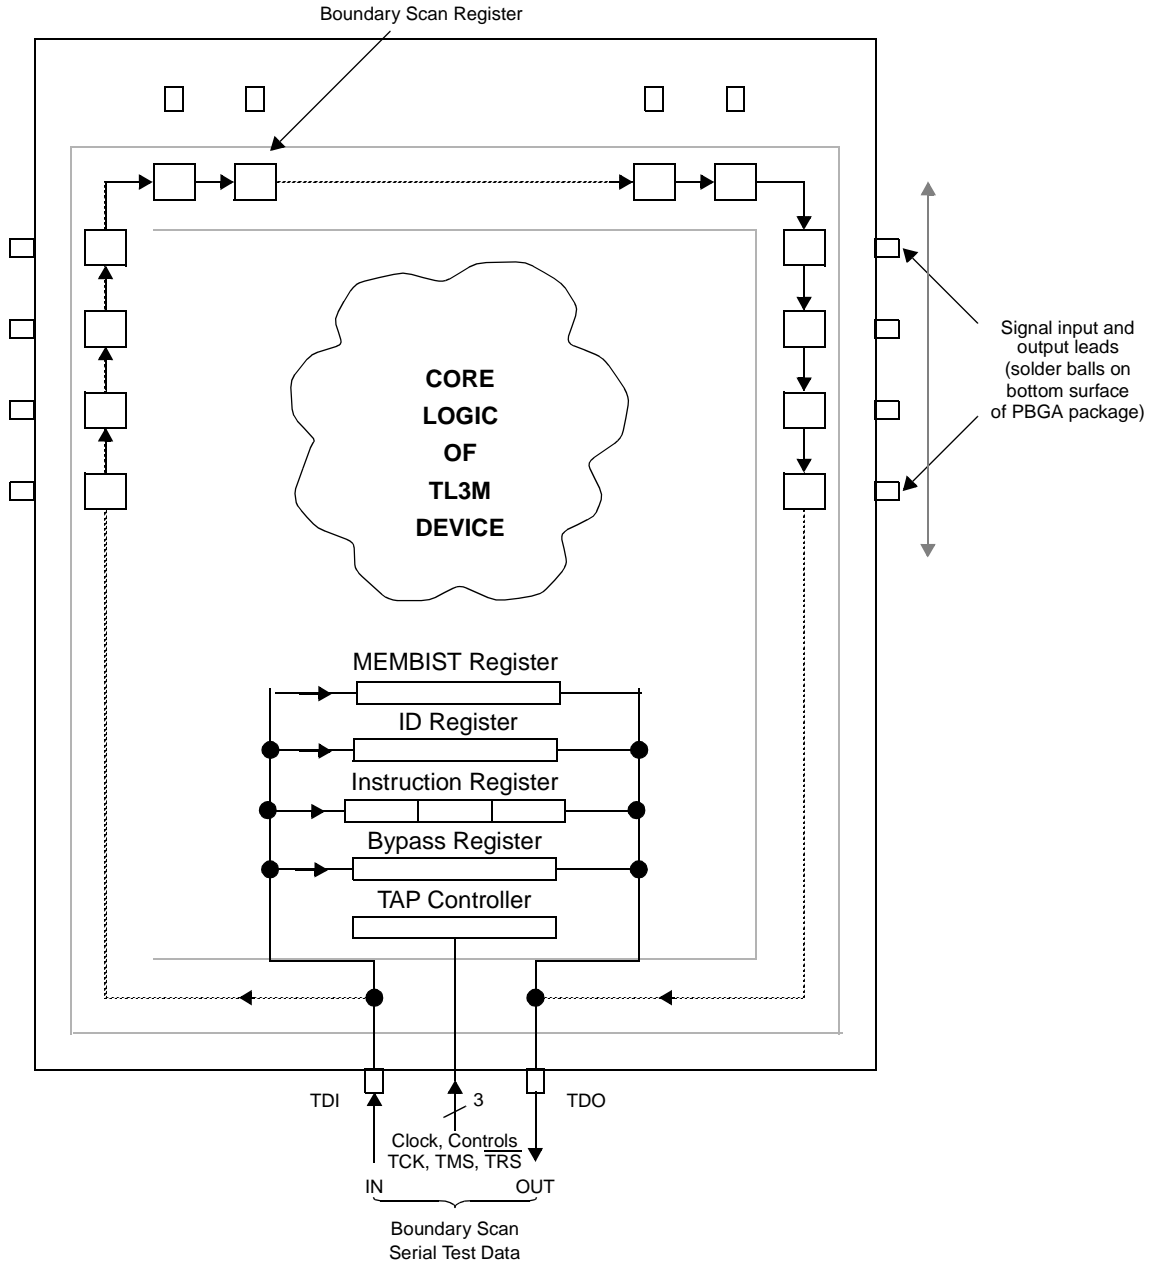 Boundary Scan Register
CORE
LOGIC
OF
TL3M
DEVICE
Signal input and
output leads
(solder balls on
bottom surface
of PBGA package)
MEMBIST Register
ID Register
Instruction Register
Bypass Register
TAP Controller
TDI
3
TDO
Clock, Controls
TCK, TMS, TRS
IN
OUT
Boundary Scan
Serial Test Data